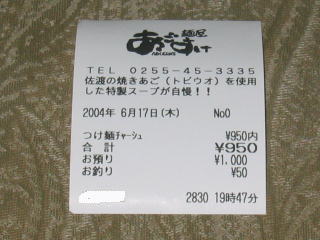 麺屋
あごすけ
AGOSUKE
TEL 0255-45-3335
佐渡の焼きあご(トビウオ)を使用
した特製スープが自慢!!
2004年 6月17日(木) No0
つけ麺チャーシュ ¥950内
合 計 ¥950
お預り ¥1,000
お釣り ¥50
2830 19時47分